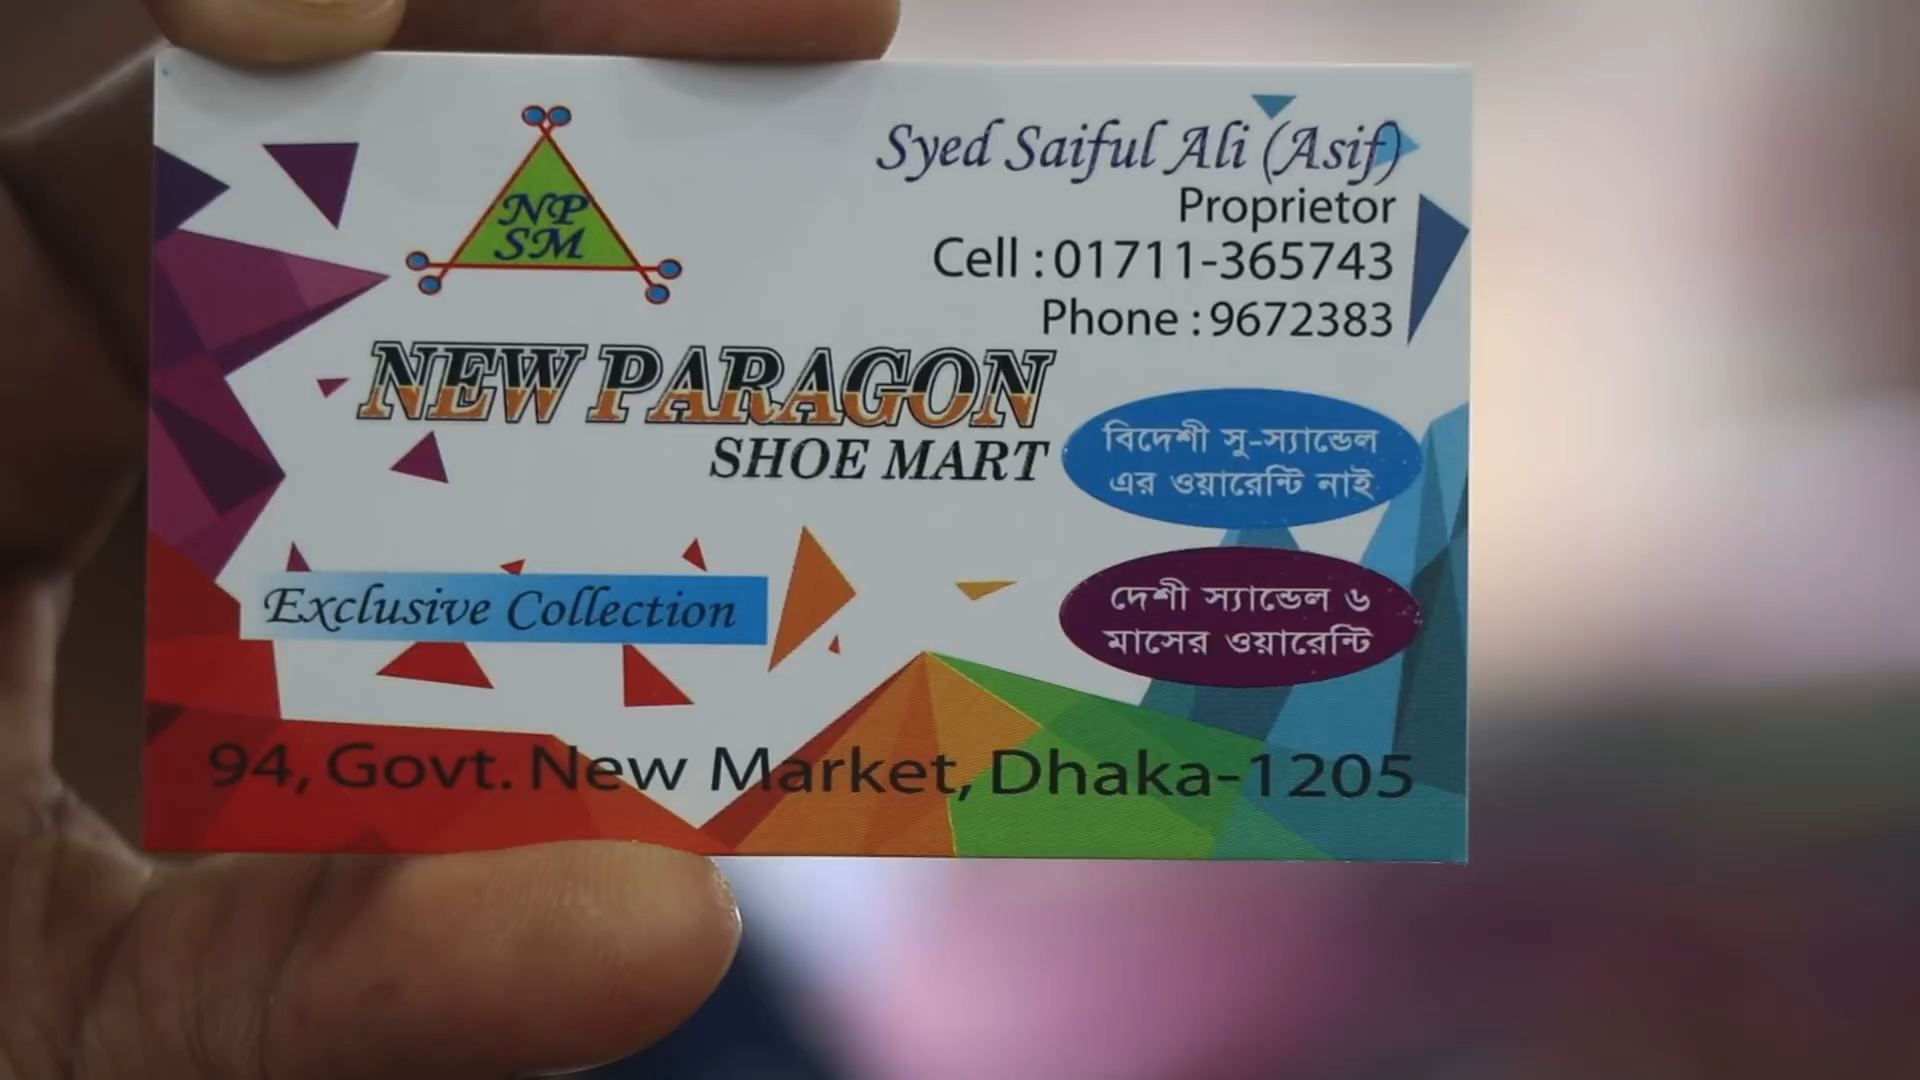 NP
SM
Syed Saiful Ali (Asif)
Proprietor
Cell : 01711-365743
Phone : 9672383
NEW PARAGON
SHOE MART
বিদেশী সু-স্যান্ডেল
এর ওয়ারেন্টি নাই
Exclusive Collection
দেশী স্যান্ডেল ৬
মাসের ওয়ারেন্টি
94, Govt. New Market, Dhaka-1205